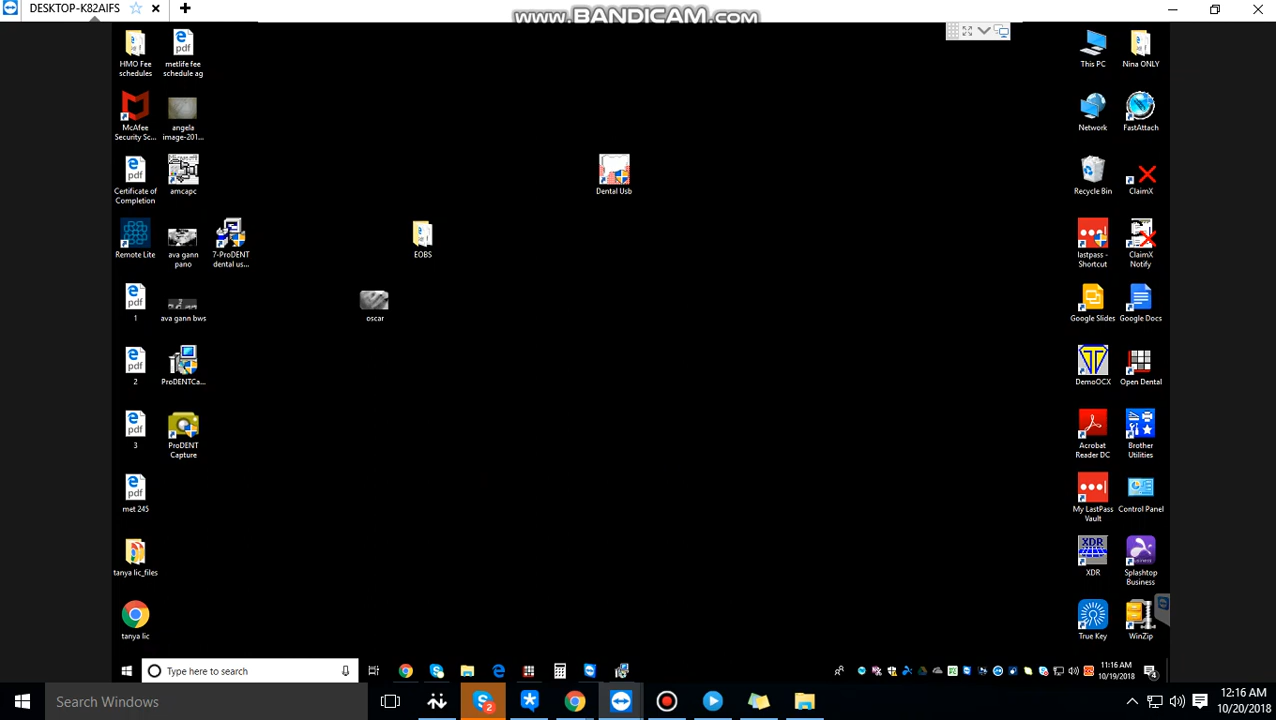 DESKTOP-K82AIFS
www.BANDICAM.com
HMO Fee
schedules
metlife fee
schedule ag
This PC
Nina ONLY
McAfee
Security Sc...
angela
image-201...
Network
FastAttach
Certificate of
Completion
amcapc
Dental Usb
Recycle Bin
ClaimX
Remote Lite
ava gann
pano
7-ProDENT
dental us...
EOBS
lastpass -
Shortcut
ClaimX
Notify
1
ava gann bws
oscar
Google Slides
Google Docs
2
ProDENTCa...
DemoOCX
Open Dental
3
ProDENT
Capture
Acrobat
Reader DC
Brother
Utilities
met 245
My LastPass
Vault
Control Panel
tanya lic_files
XDR
XDR
Splashtop
Business
tanya lic
True Key
WinZip
Type here to search
11:16 AM
10/19/2018
4
Search Windows
2
12:16 AM
10/20/2018